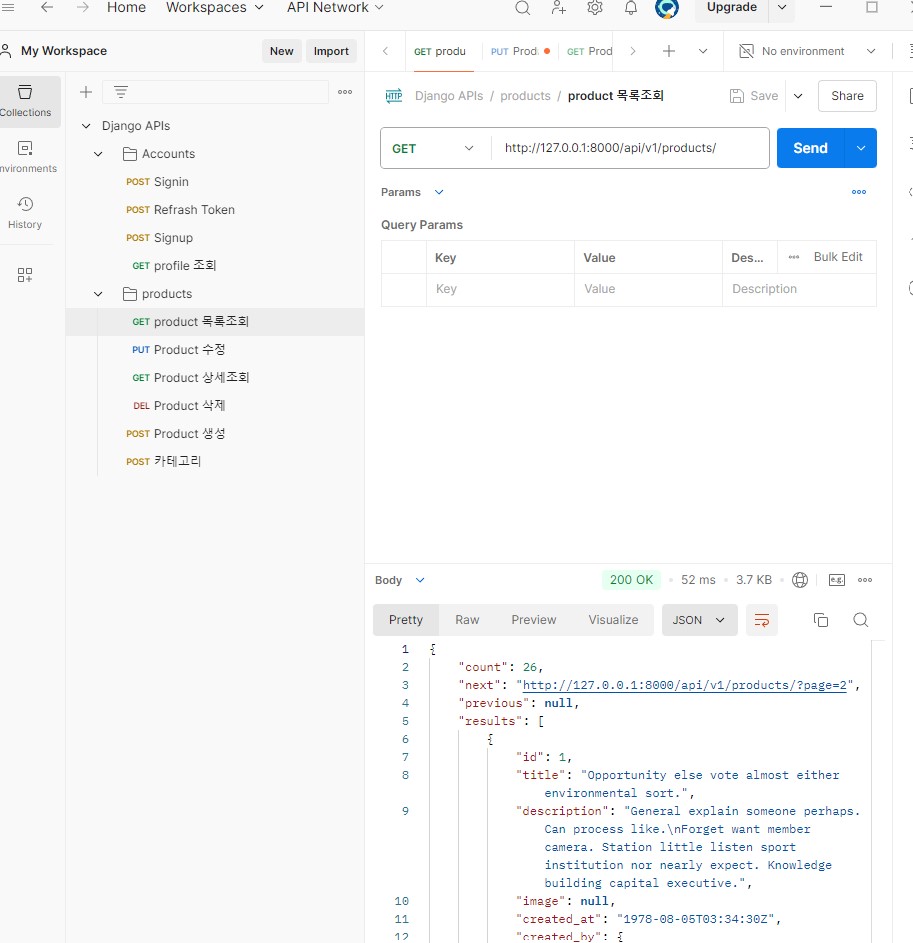 Home Workspaces API Network Upgrade
My Workspace New Import
GET produ PUT Prod GET Prod No environment
Collections
nvironments
History
Django APIs
Accounts
POST Signin
POST Refrash Token
POST Signup
GET profile 조회
products
GET product 목록조회
PUT Product 수정
GET Product 상세조회
DEL Product 삭제
POST Product 생성
POST 카테고리
HTTP Django APIs / products / product 목록조회 Save Share
GET http://127.0.0.1:8000/api/v1/products/ Send
Params
Query Params
Key Value Des... Bulk Edit
Key Value Description
Body 200 OK 52 ms 3.7 KB e.g.
Pretty Raw Preview Visualize JSON
1 {
2 "count": 26,
3 "next": "http://127.0.0.1:8000/api/v1/products/?page=2",
4 "previous": null,
5 "results": [
6 {
7 "id": 1,
8 "title": "Opportunity else vote almost either
environmental sort.",
9 "description": "General explain someone perhaps.
Can process like.\nForget want member
camera. Station little listen sport
institution nor nearly expect. Knowledge
building capital executive.",
10 "image": null,
11 "created_at": "1978-08-05T03:34:30Z",
12 "created_by": {